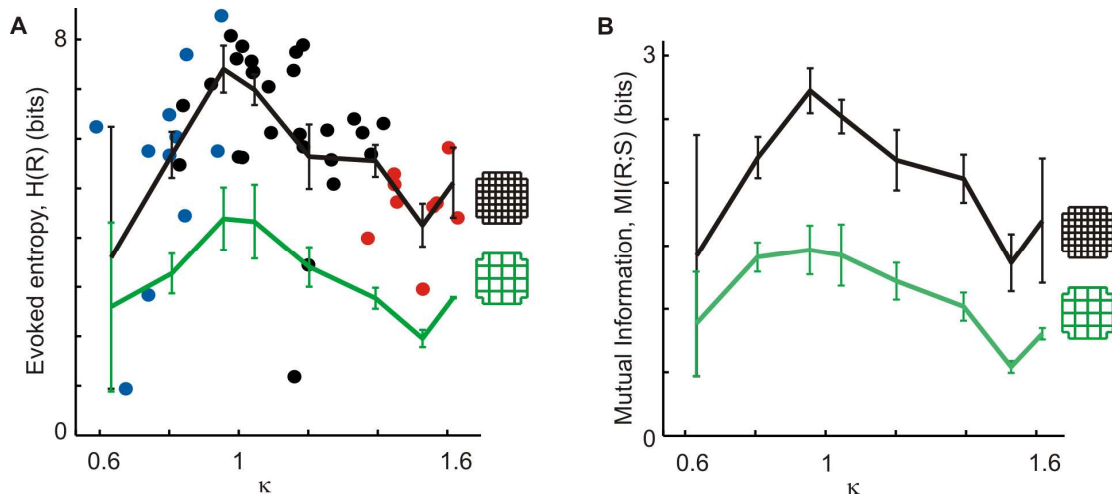 A
8
0
Evoked entropy, H(R) (bits)
0.6 1 1.6
κ
B
3
0
Mutual Information, MI(R;S) (bits)
0.6 1 1.6
κ